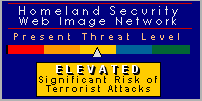 Homeland Security
Web Image Network
Present Threat Level
ELEVATED
Significant Risk of
Terrorist Attacks